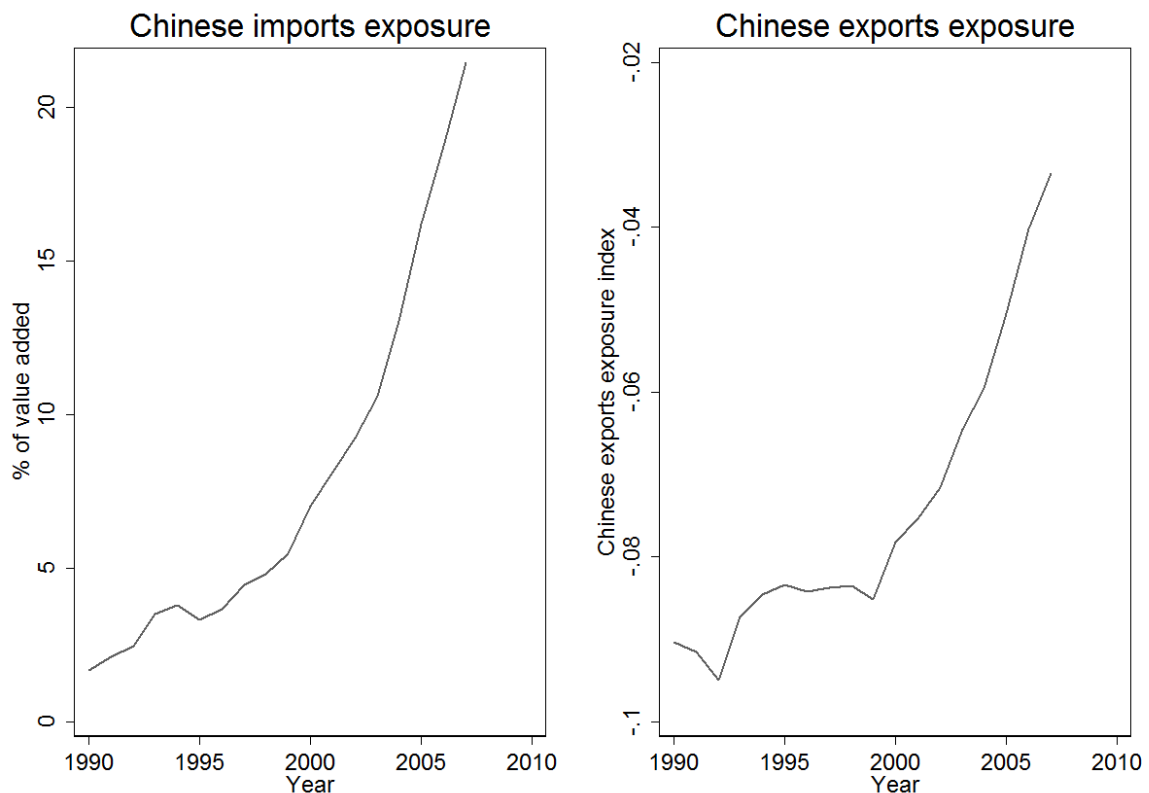 Chinese imports exposure
% of value added
20
15
10
5
0
1990 1995 2000 2005 2010
Year
Chinese exports exposure
Chinese exports exposure index
-.02
-.04
-.06
-.08
-.1
1990 1995 2000 2005 2010
Year